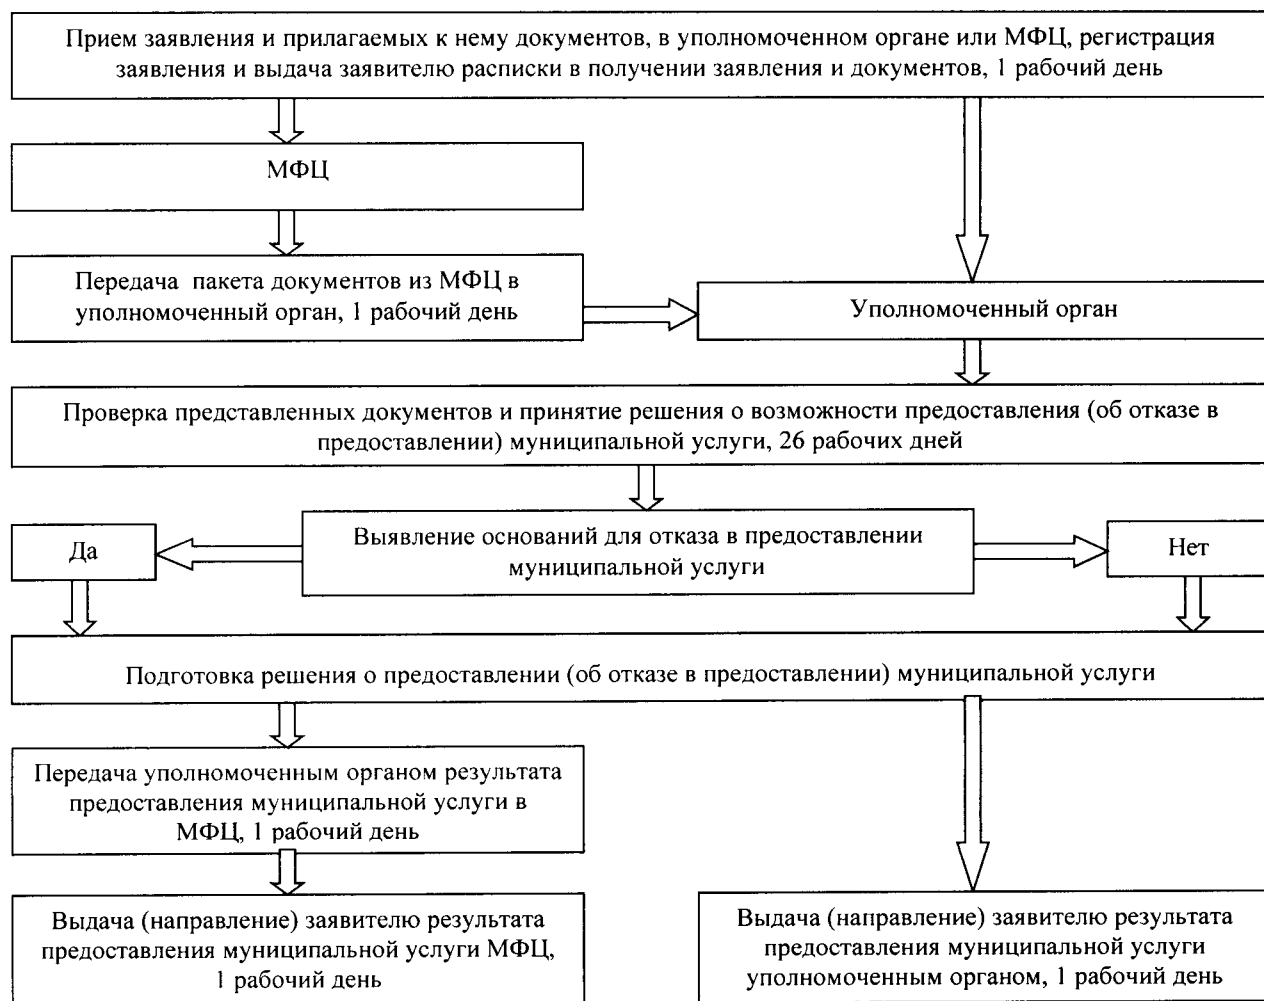 Прием заявления и прилагаемых к нему документов, в уполномоченном органе или МФЦ, регистрация
заявления и выдача заявителю расписки в получении заявления и документов, 1 рабочий день
МФЦ
Передача пакета документов из МФЦ в
уполномоченный орган, 1 рабочий день
Уполномоченный орган
Проверка представленных документов и принятие решения о возможности предоставления (об отказе в
предоставлении) муниципальной услуги, 26 рабочих дней
Да
Выявление оснований для отказа в предоставлении
муниципальной услуги
Нет
Подготовка решения о предоставлении (об отказе в предоставлении) муниципальной услуги
Передача уполномоченным органом результата
предоставления муниципальной услуги в
МФЦ, 1 рабочий день
Выдача (направление) заявителю результата
предоставления муниципальной услуги МФЦ,
1 рабочий день
Выдача (направление) заявителю результата
предоставления муниципальной услуги
уполномоченным органом, 1 рабочий день